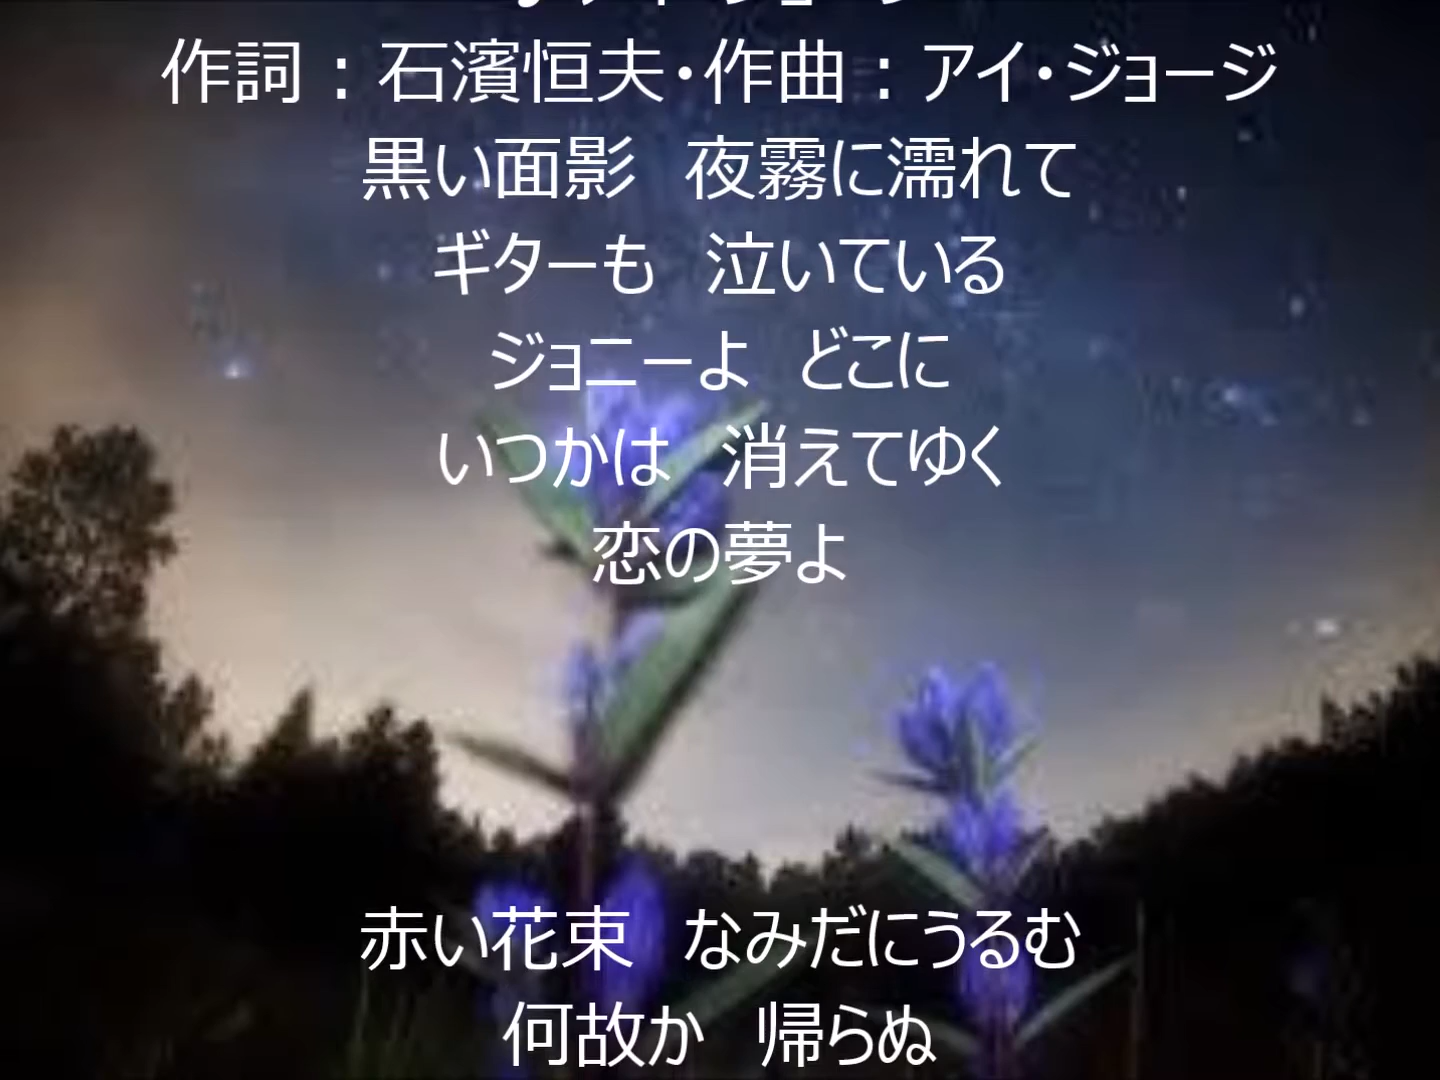 作詞：石濱恒夫･作曲：アイ･ジョージ
黒い面影　夜霧に濡れて
ギターも　泣いている
ジョニーよ　どこに
いつかは　消えてゆく
恋の夢よ
赤い花束　なみだにうるむ
何故か　帰らぬ